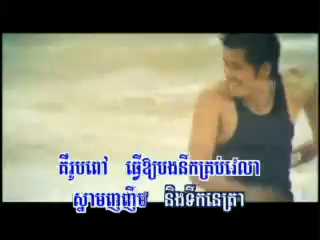 គឺរូបពៅ ធ្វើឱ្យបងនឹកគ្រប់វេលា
ស្នាមញញឹម និងទឹកនេត្រា